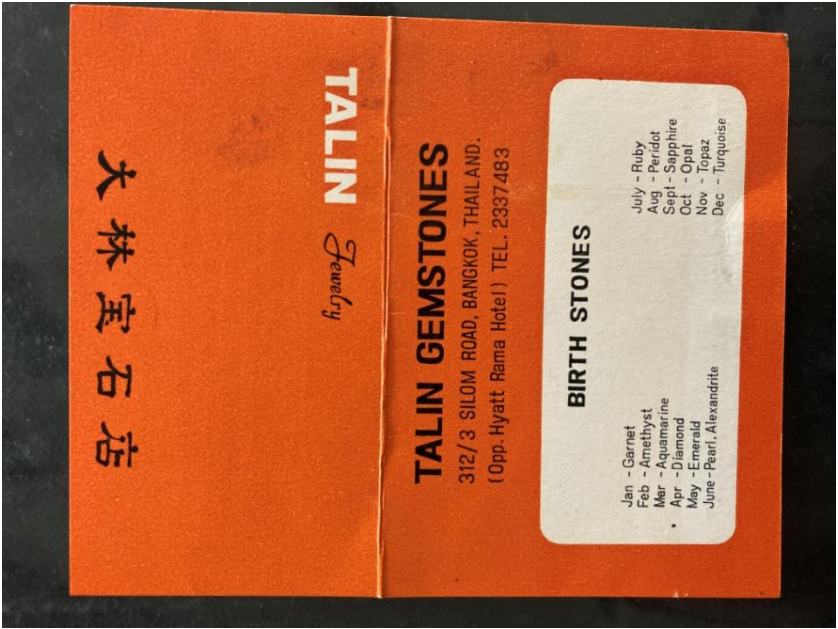 TALIN Jewelry
大林宝石店
TALIN GEMSTONES
312/3 SILOM ROAD, BANGKOK, THAILAND.
(Opp. Hyatt Rama Hotel) TEL. 2337483
BIRTH STONES
Jan - Garnet
Feb - Amethyst
Mar - Aquamarine
Apr - Diamond
May - Emerald
June - Pearl, Alexandrite
July - Ruby
Aug - Peridot
Sept - Sapphire
Oct - Opal
Nov - Topaz
Dec - Turquoise